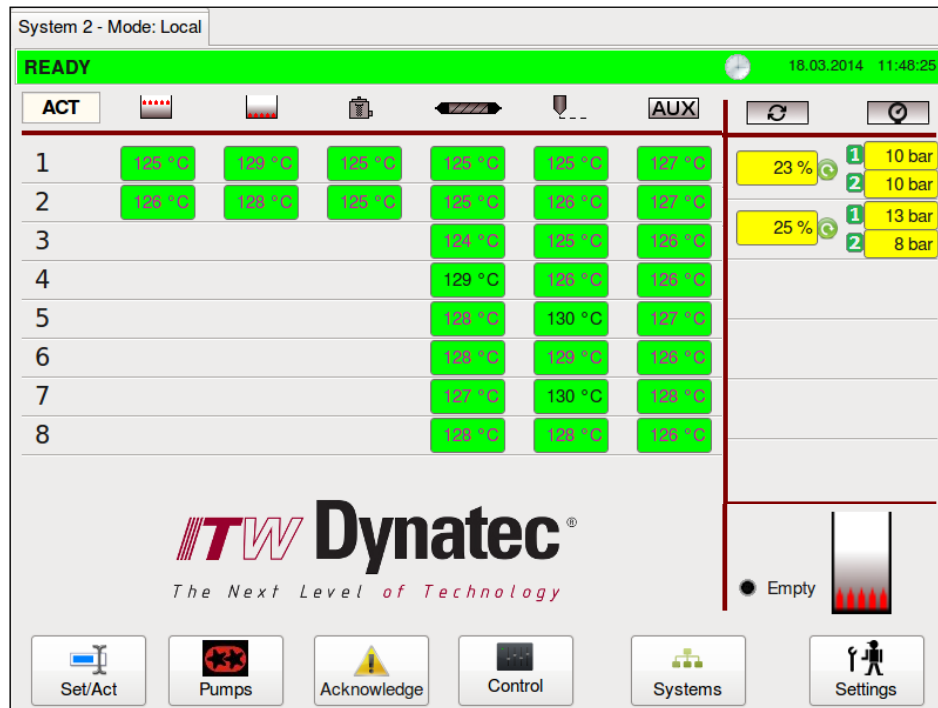 System 2 - Mode: Local
READY 18.03.2014 11:48:25
ACT AUX
1 125 °C 129 °C 125 °C 125 °C 125 °C 127 °C
2 126 °C 128 °C 125 °C 125 °C 126 °C 127 °C
3 124 °C 125 °C 126 °C
4 129 °C 126 °C 126 °C
5 128 °C 130 °C 127 °C
6 128 °C 129 °C 126 °C
7 127 °C 130 °C 128 °C
8 128 °C 128 °C 126 °C
23 % 1 10 bar
2 10 bar
25 % 1 13 bar
2 8 bar
ITW Dynatec®
The Next Level of Technology
Empty
Set/Act Pumps Acknowledge Control Systems Settings